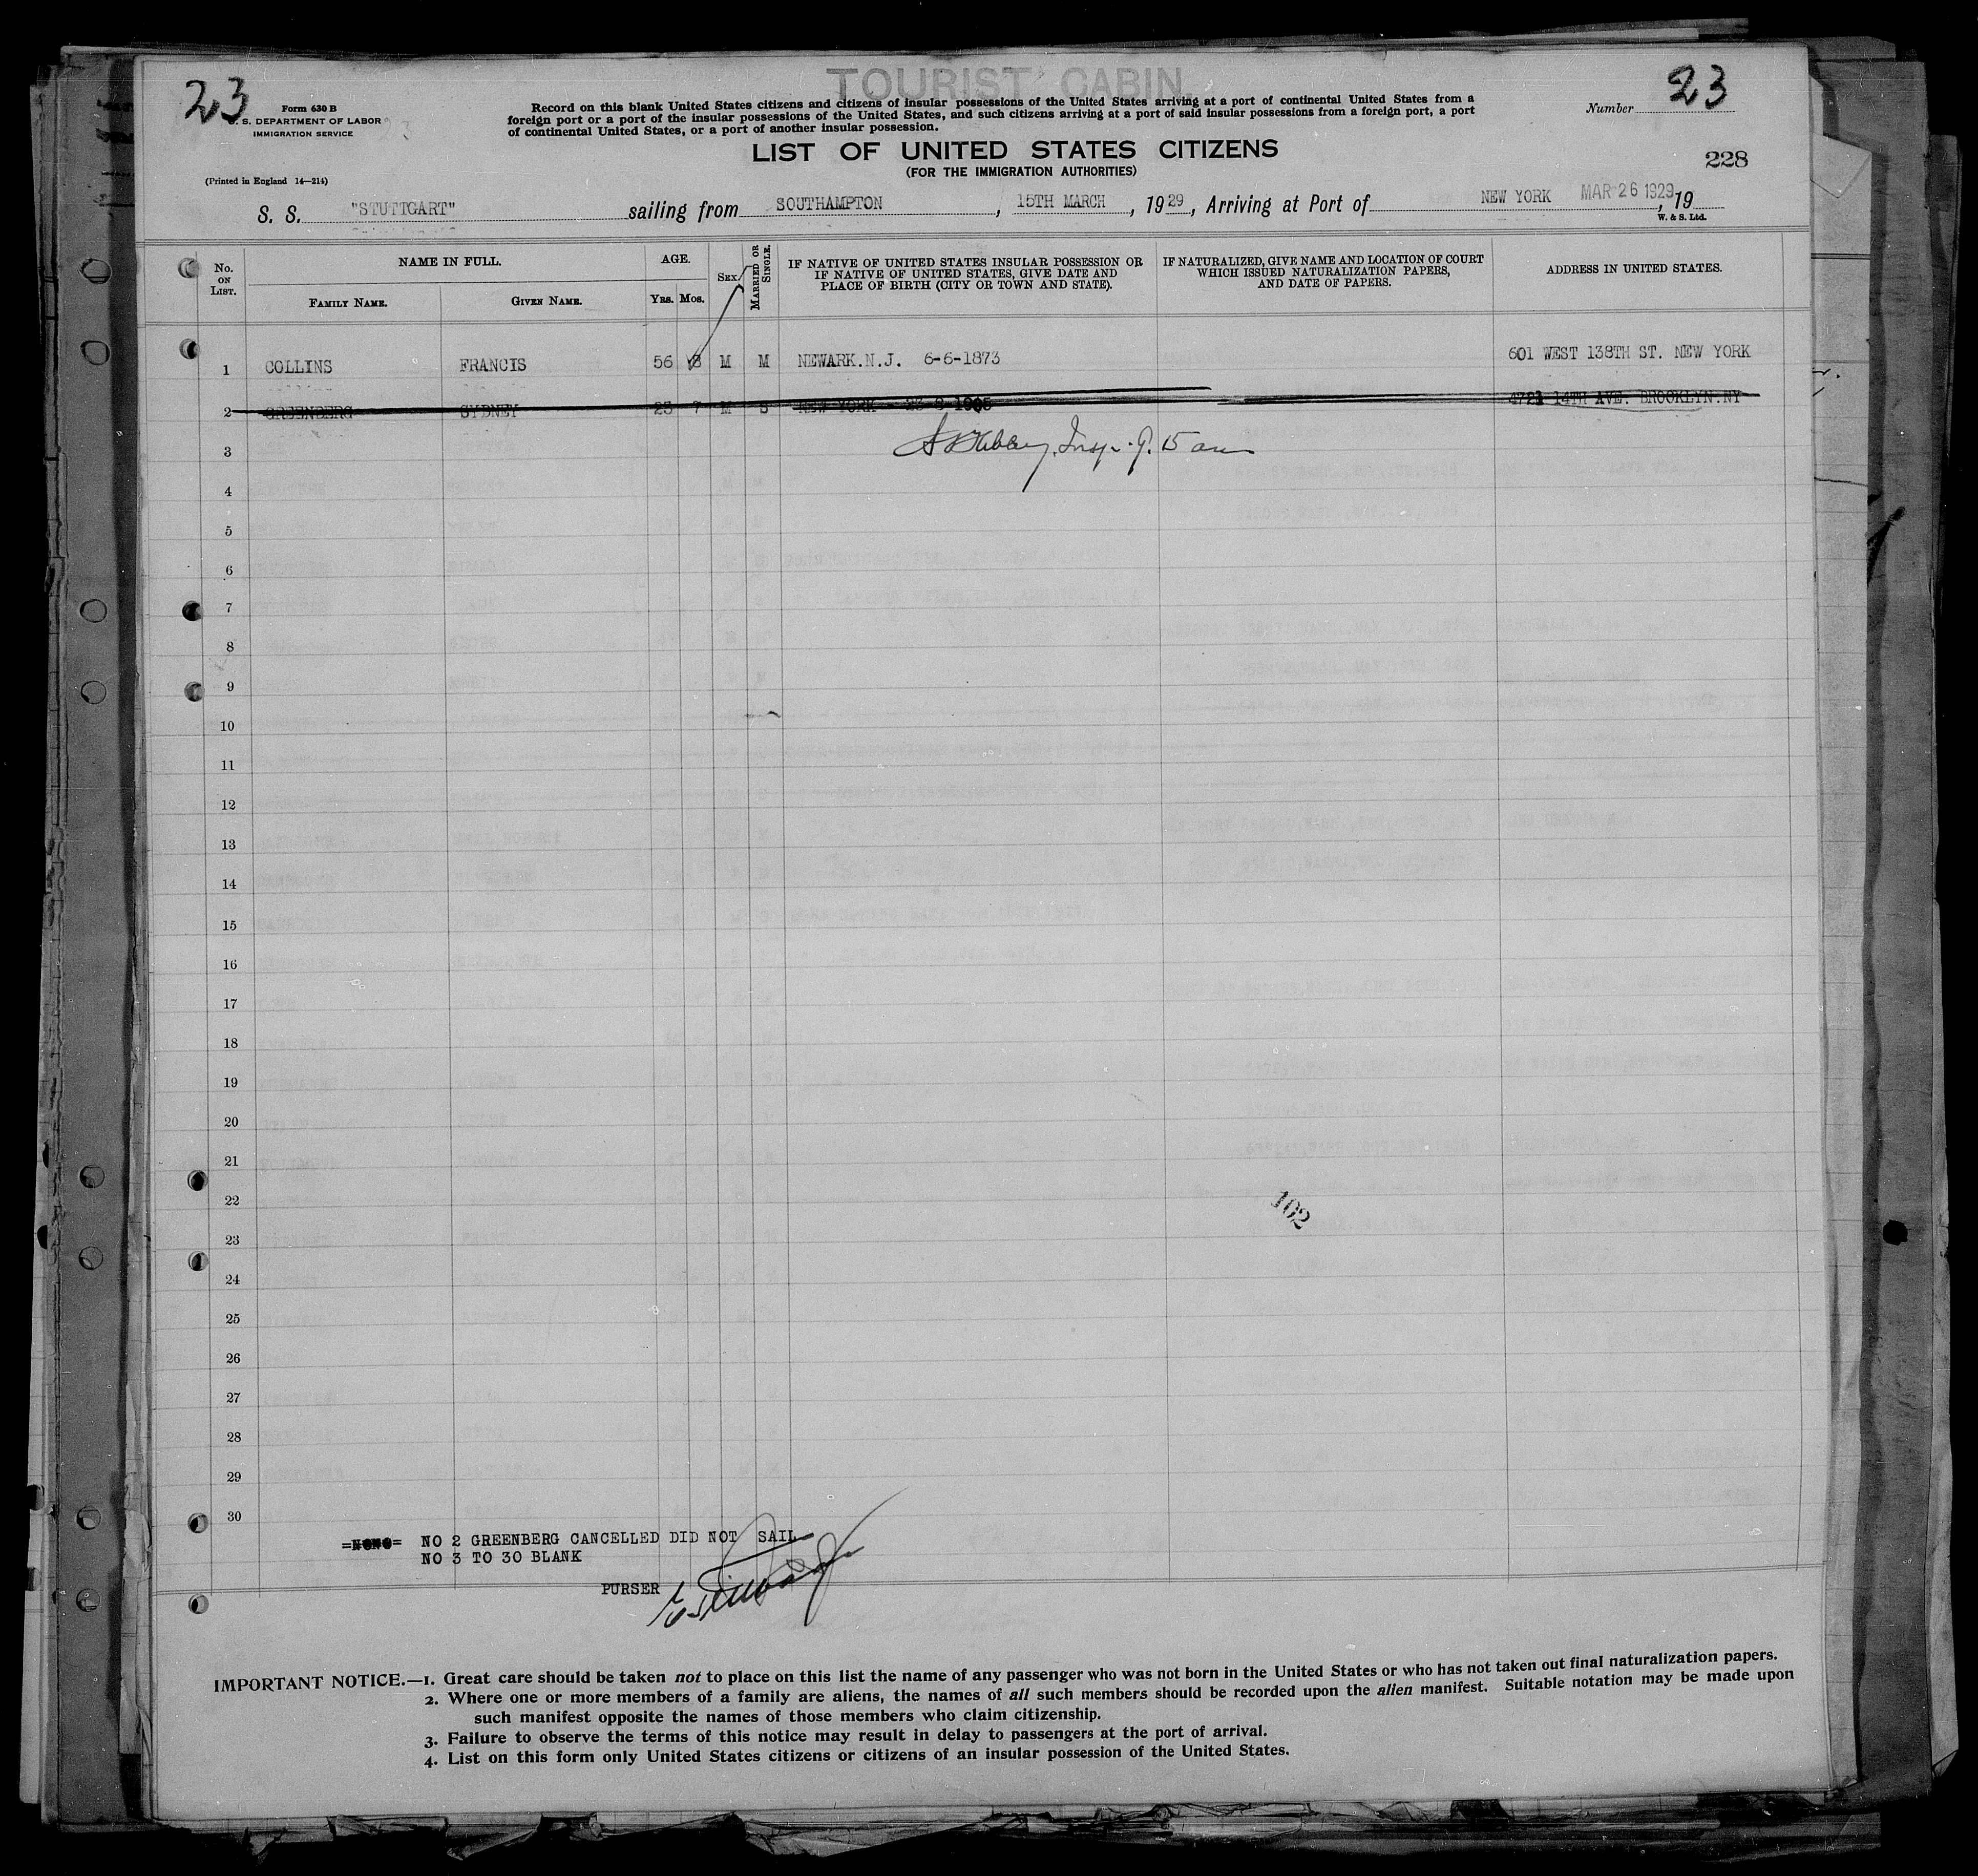 TOURIST CABIN.
23
23
Form 630 B
U. S. DEPARTMENT OF LABOR
IMMIGRATION SERVICE
Record on this blank United States citizens and citizens of insular possessions of the United States arriving at a port of continental United States from a
foreign port or a port of the insular possessions of the United States, and such citizens arriving at a port of said insular possessions from a foreign port, a port
of continental United States, or a port of another insular possession.
Number
LIST OF UNITED STATES CITIZENS
(FOR THE IMMIGRATION AUTHORITIES)
228
(Printed in England 14—214)
S. S. "STUTTGART" sailing from SOUTHAMPTON, 15TH MARCH, 1929, Arriving at Port of NEW YORK MAR 26 1929, 19
W. & S. Ltd.
No. ON LIST.
NAME IN FULL.
FAMILY NAME.
GIVEN NAME.
AGE.
YRS. MOS.
SEX
MARRIED OR SINGLE.
IF NATIVE OF UNITED STATES INSULAR POSSESSION OR
IF NATIVE OF UNITED STATES, GIVE DATE AND
PLACE OF BIRTH (CITY OR TOWN AND STATE).
IF NATURALIZED, GIVE NAME AND LOCATION OF COURT
WHICH ISSUED NATURALIZATION PAPERS,
AND DATE OF PAPERS.
ADDRESS IN UNITED STATES.
1 COLLINS FRANCIS 56 8 M M NEWARK.N.J. 6-6-1873 601 WEST 138TH ST. NEW YORK
2 GREENBERG SYDNEY 23 7 M S NEW YORK 1905 4721 14TH AVE. BROOKLYN.NY
3
4
5
6
7
8
9
10
11
12
13
14
15
16
17
18
19
20
21
22
102
23
24
25
26
27
28
29
30
=NONE= NO 2 GREENBERG CANCELLED DID NOT SAIL
NO 3 TO 30 BLANK
PURSER
IMPORTANT NOTICE.—1. Great care should be taken not to place on this list the name of any passenger who was not born in the United States or who has not taken out final naturalization papers.
2. Where one or more members of a family are aliens, the names of all such members should be recorded upon the alien manifest. Suitable notation may be made upon
such manifest opposite the names of those members who claim citizenship.
3. Failure to observe the terms of this notice may result in delay to passengers at the port of arrival.
4. List on this form only United States citizens or citizens of an insular possession of the United States.